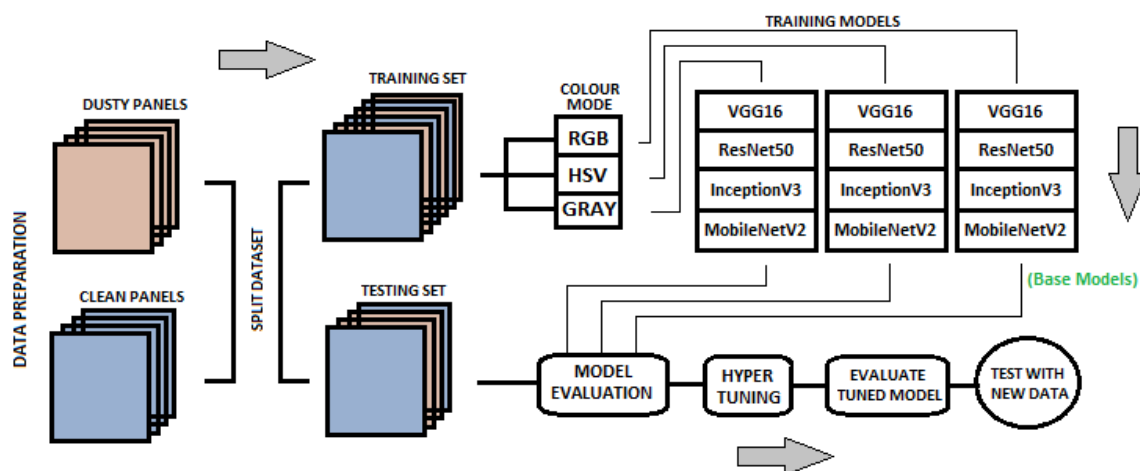 TRAINING MODELS
DUSTY PANELS
TRAINING SET
COLOUR
MODE
RGB
HSV
GRAY
VGG16
ResNet50
InceptionV3
MobileNetV2
VGG16
ResNet50
InceptionV3
MobileNetV2
VGG16
ResNet50
InceptionV3
MobileNetV2
(Base Models)
DATA PREPARATION
SPLIT DATASET
CLEAN PANELS
TESTING SET
MODEL
EVALUATION
HYPER
TUNING
EVALUATE
TUNED MODEL
TEST WITH
NEW DATA